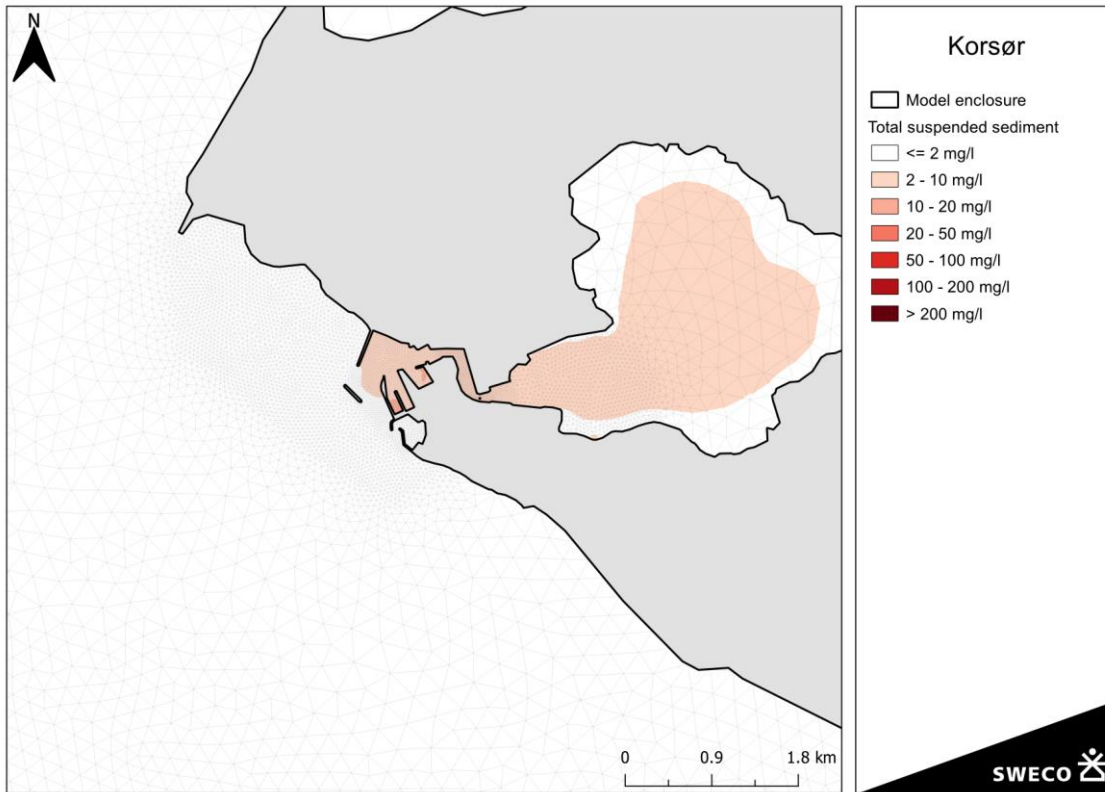 N
Korsør
Model enclosure
Total suspended sediment
<= 2 mg/l
2 - 10 mg/l
10 - 20 mg/l
20 - 50 mg/l
50 - 100 mg/l
100 - 200 mg/l
> 200 mg/l
0 0.9 1.8 km
SWECO